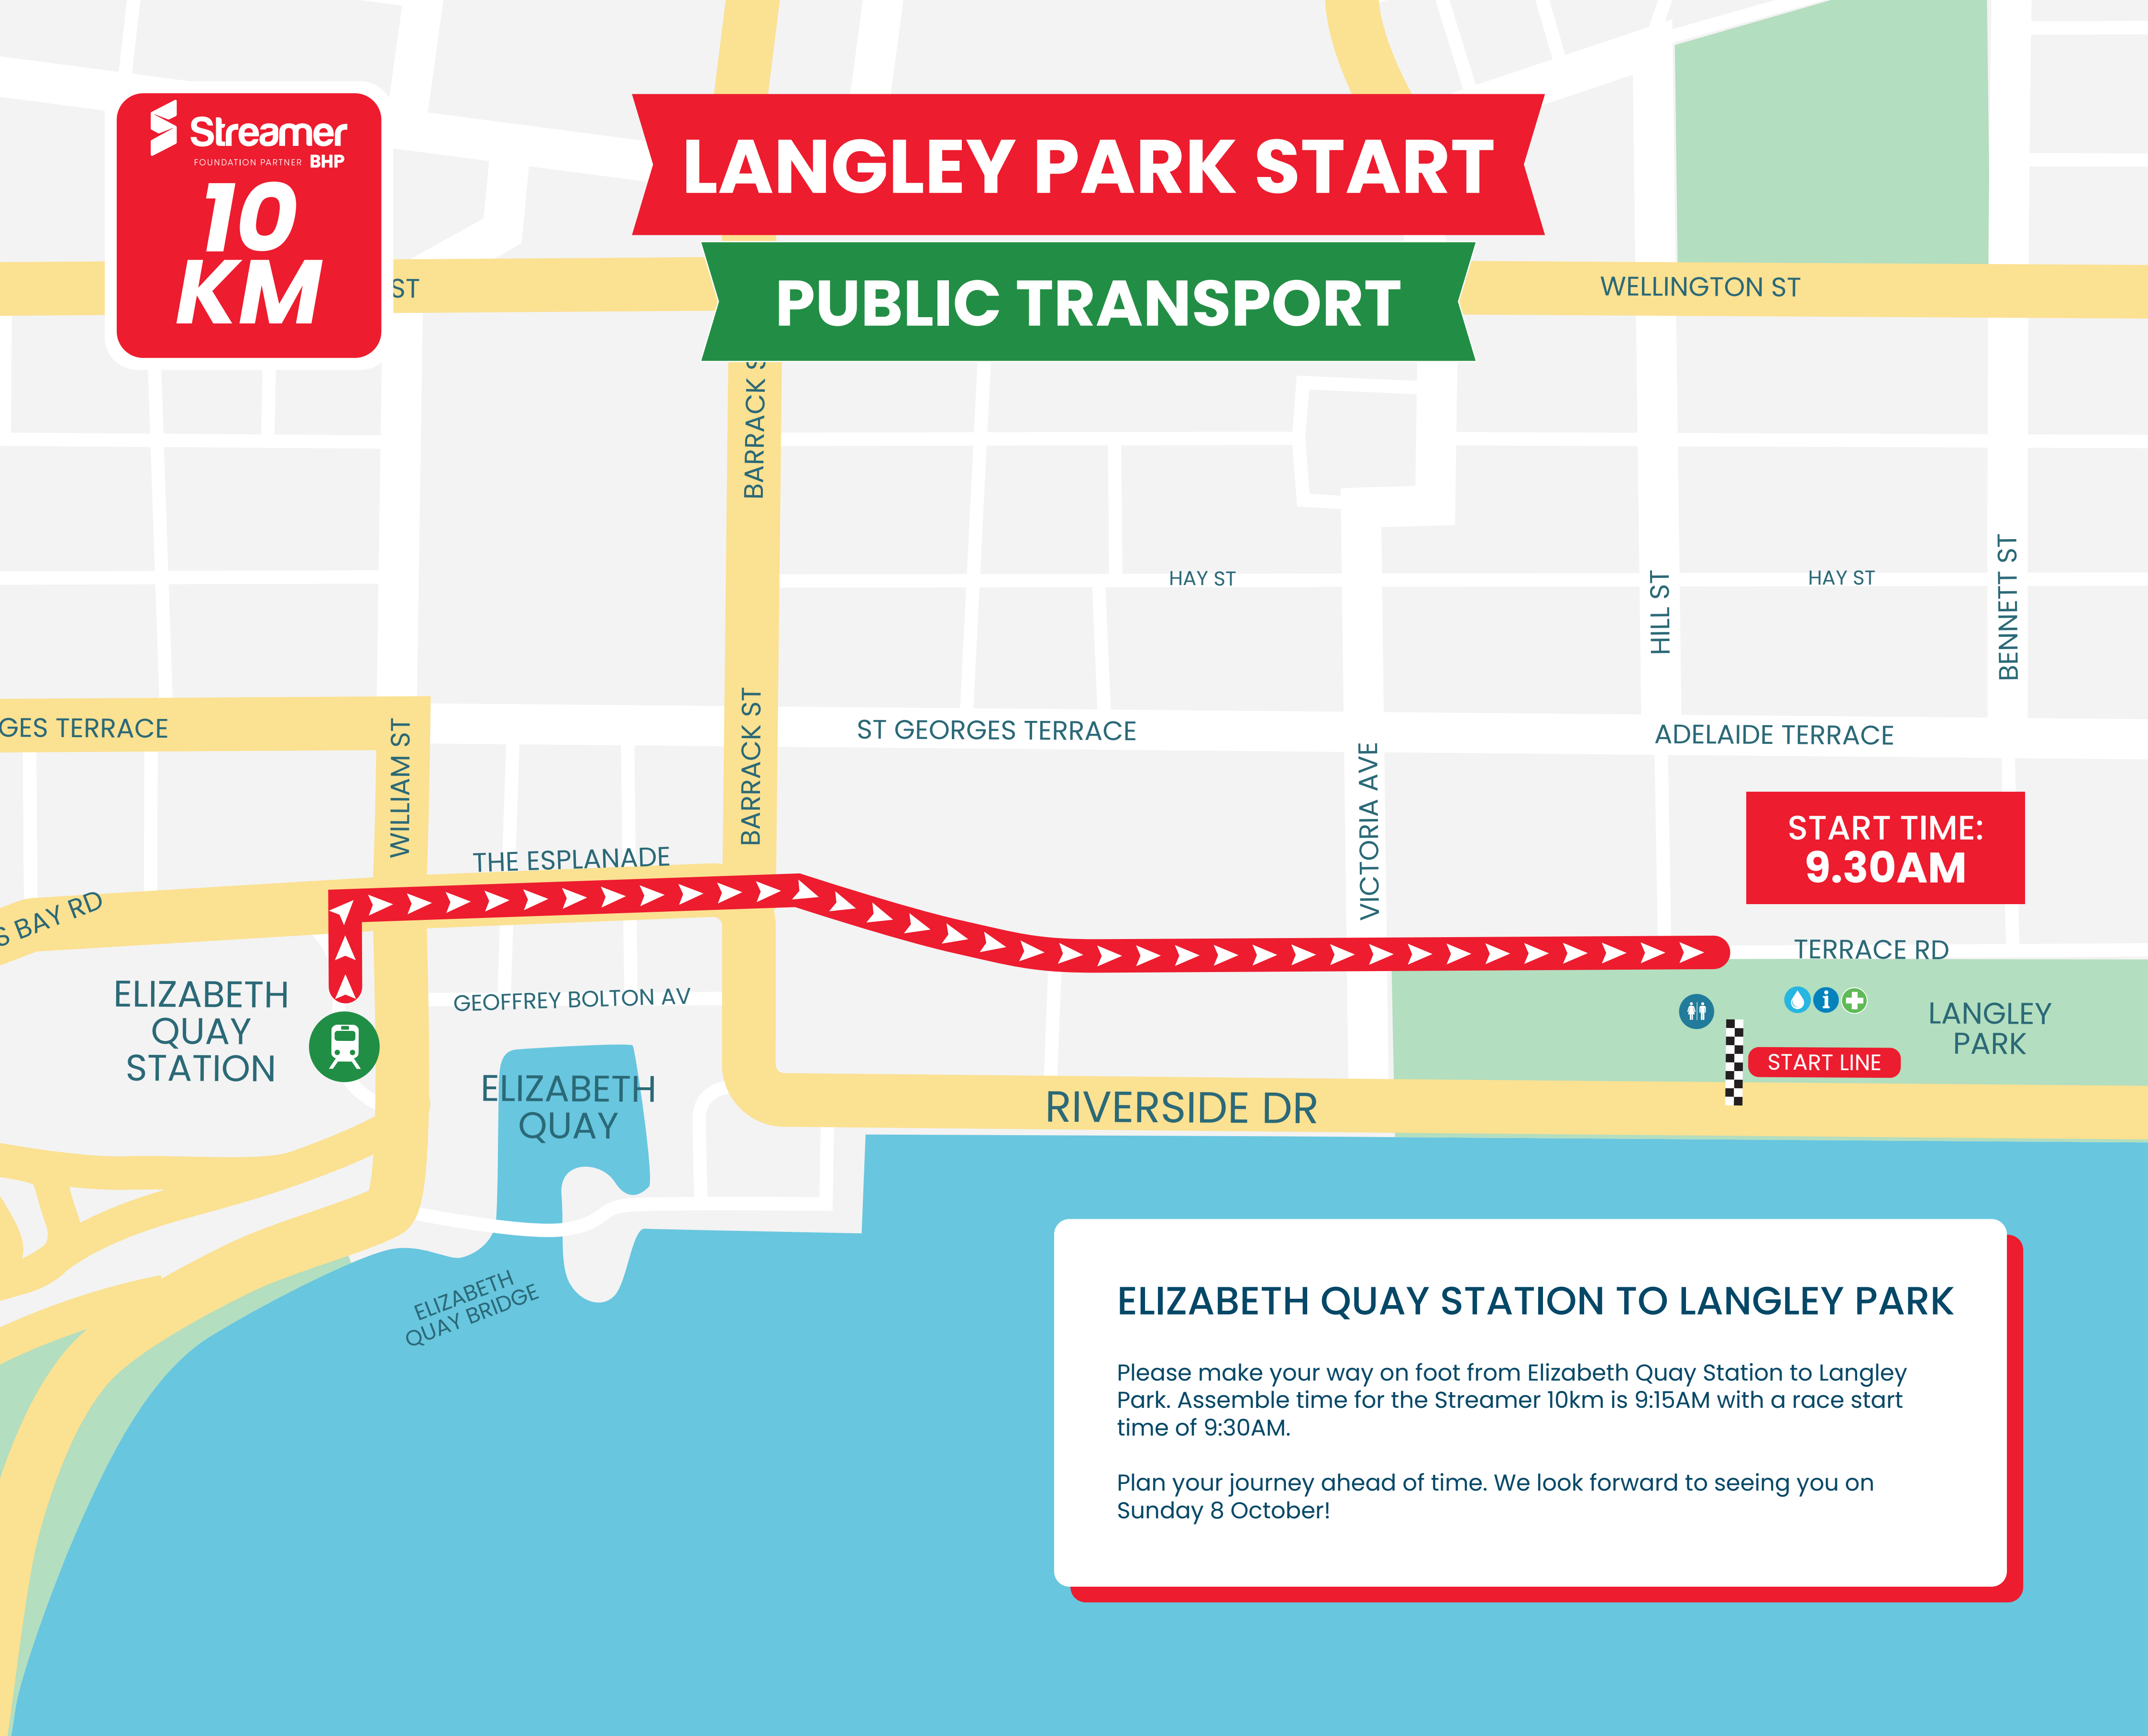 Streamer
FOUNDATION PARTNER BHP
10
KM
LANGLEY PARK START
PUBLIC TRANSPORT
ST
WELLINGTON ST
BARRACK S
HAY ST
HAY ST
HILL ST
BENNETT ST
GES TERRACE
WILLIAM ST
BARRACK ST
ST GEORGES TERRACE
ADELAIDE TERRACE
VICTORIA AVE
START TIME:
9.30AM
THE ESPLANADE
S BAY RD
TERRACE RD
ELIZABETH
QUAY
STATION
GEOFFREY BOLTON AV
LANGLEY
PARK
START LINE
ELIZABETH
QUAY
RIVERSIDE DR
ELIZABETH
QUAY BRIDGE
ELIZABETH QUAY STATION TO LANGLEY PARK
Please make your way on foot from Elizabeth Quay Station to Langley
Park. Assemble time for the Streamer 10km is 9:15AM with a race start
time of 9:30AM.
Plan your journey ahead of time. We look forward to seeing you on
Sunday 8 October!